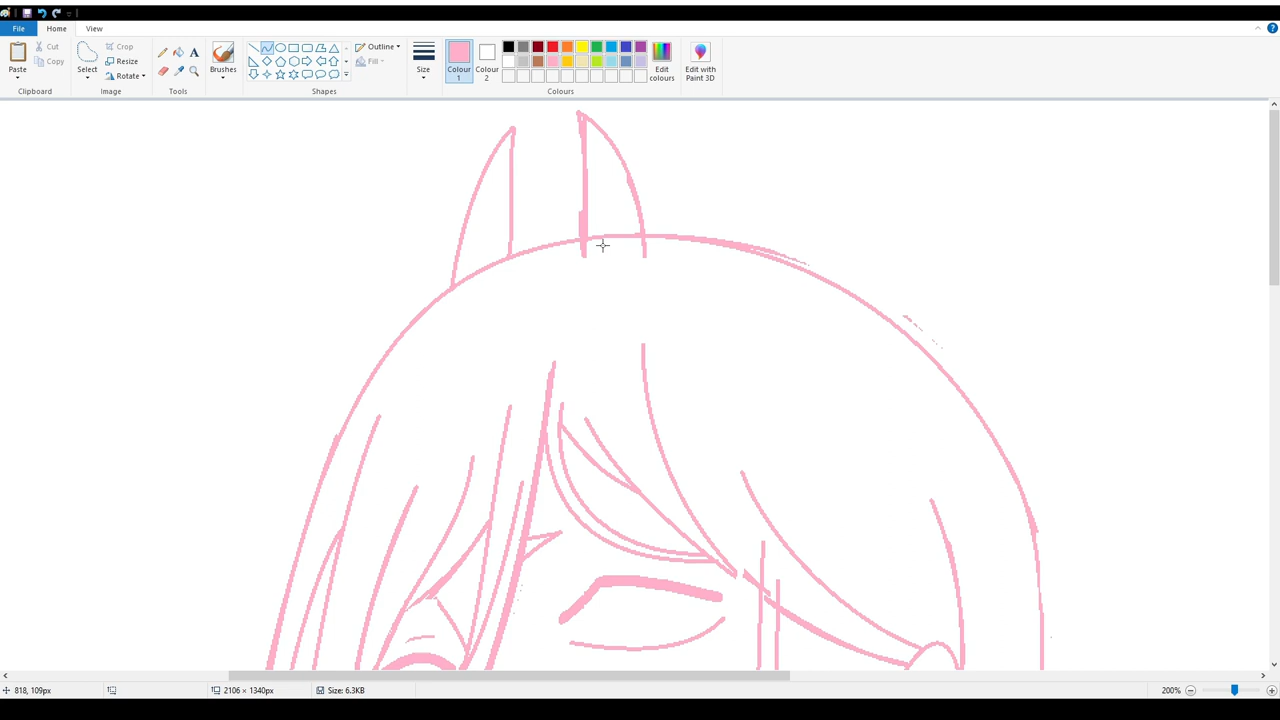 File Home View
Paste Cut Copy
Clipboard
Select Crop Resize Rotate
Image
A
Tools
Brushes
Outline Fill
Shapes
Size
Colour 1
Colour 2
Edit colours
Colours
Edit with Paint 3D
818, 109px 2106 × 1340px Size: 6.3KB 200%